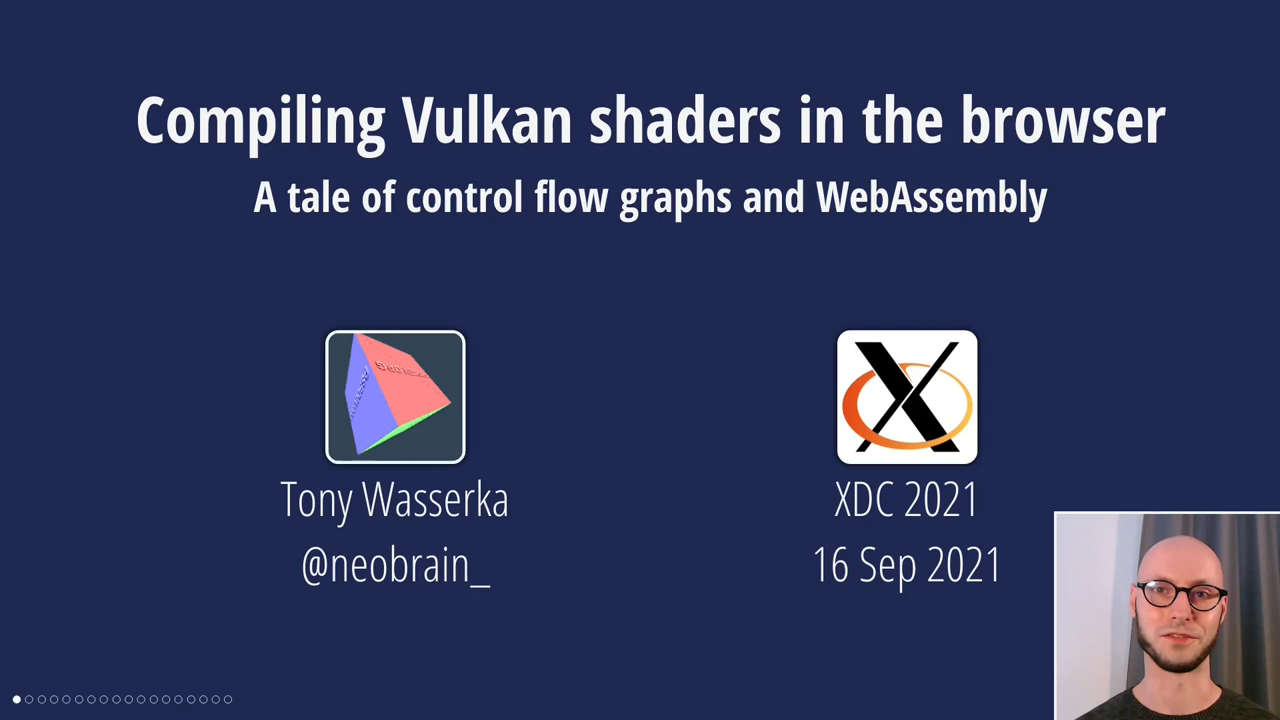 Compiling Vulkan shaders in the browser
A tale of control flow graphs and WebAssembly
Tony Wasserka
@neobrain_
XDC 2021
16 Sep 2021